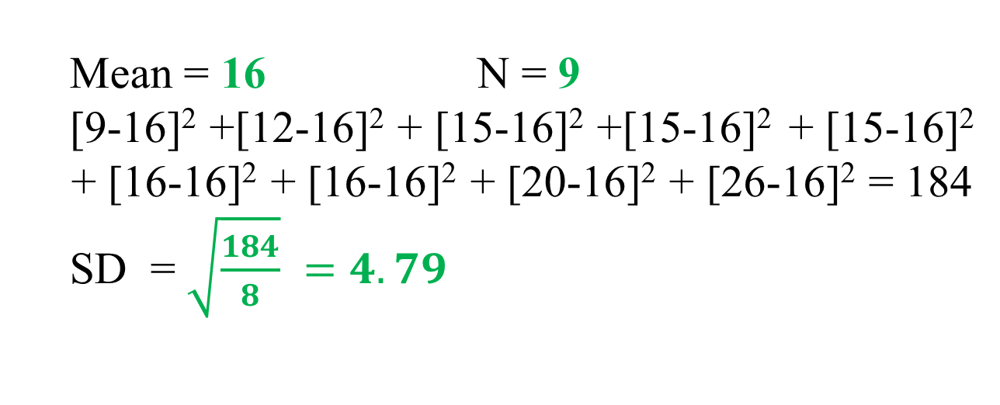 Mean = 16 N = 9
[9-16]² +[12-16]² + [15-16]² +[15-16]² + [15-16]²
+ [16-16]² + [16-16]² + [20-16]² + [26-16]² = 184
SD = √(184/8) = 4.79